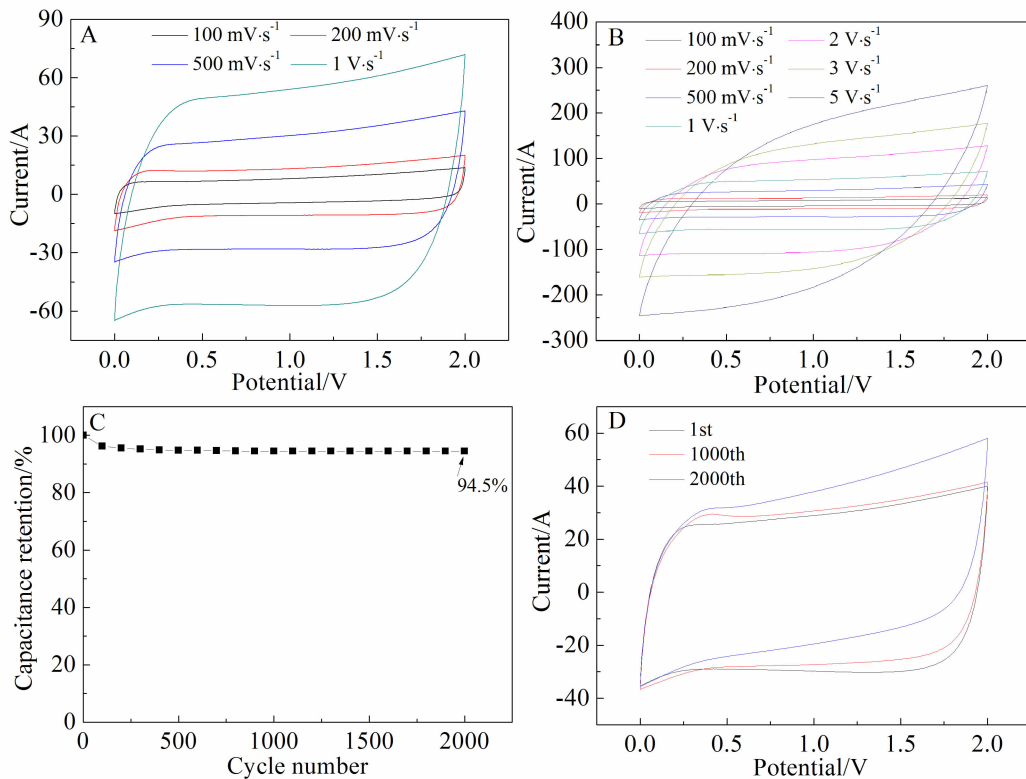 A
100 mV·s⁻¹ 200 mV·s⁻¹
500 mV·s⁻¹ 1 V·s⁻¹
90
60
30
0
-30
-60
Current/A
0.0 0.5 1.0 1.5 2.0
Potential/V
B
100 mV·s⁻¹ 2 V·s⁻¹
200 mV·s⁻¹ 3 V·s⁻¹
500 mV·s⁻¹ 5 V·s⁻¹
1 V·s⁻¹
400
300
200
100
0
-100
-200
-300
Current/A
0.0 0.5 1.0 1.5 2.0
Potential/V
C
100
80
60
40
20
0
Capacitance retention/%
94.5%
0 500 1000 1500 2000
Cycle number
D
1st
1000th
2000th
60
40
20
0
-20
-40
Current/A
0.0 0.5 1.0 1.5 2.0
Potential/V